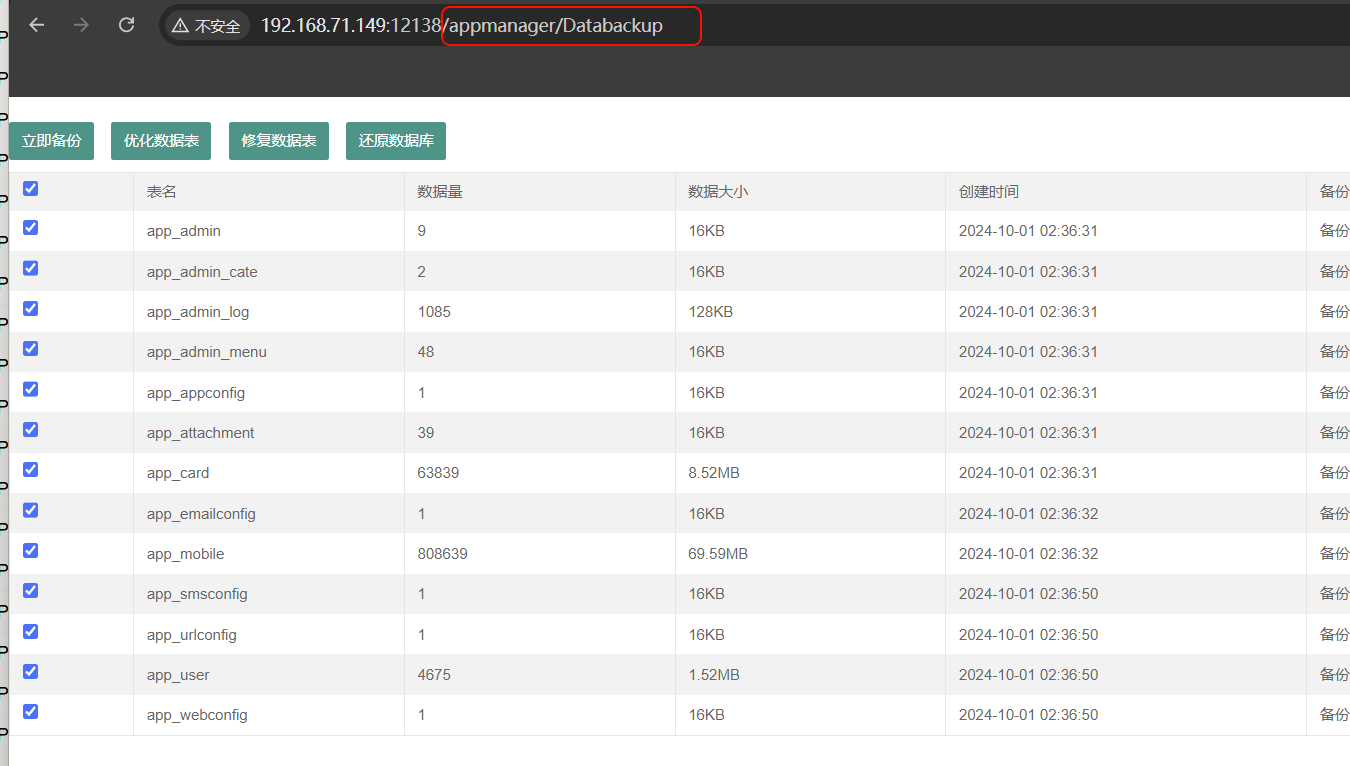 不安全 192.168.71.149:12138/appmanager/Databackup
立即备份 优化数据表 修复数据表 还原数据库
表名 数据量 数据大小 创建时间 备份
app_admin 9 16KB 2024-10-01 02:36:31 备份
app_admin_cate 2 16KB 2024-10-01 02:36:31 备份
app_admin_log 1085 128KB 2024-10-01 02:36:31 备份
app_admin_menu 48 16KB 2024-10-01 02:36:31 备份
app_appconfig 1 16KB 2024-10-01 02:36:31 备份
app_attachment 39 16KB 2024-10-01 02:36:31 备份
app_card 63839 8.52MB 2024-10-01 02:36:31 备份
app_emailconfig 1 16KB 2024-10-01 02:36:32 备份
app_mobile 808639 69.59MB 2024-10-01 02:36:32 备份
app_smsconfig 1 16KB 2024-10-01 02:36:50 备份
app_urlconfig 1 16KB 2024-10-01 02:36:50 备份
app_user 4675 1.52MB 2024-10-01 02:36:50 备份
app_webconfig 1 16KB 2024-10-01 02:36:50 备份